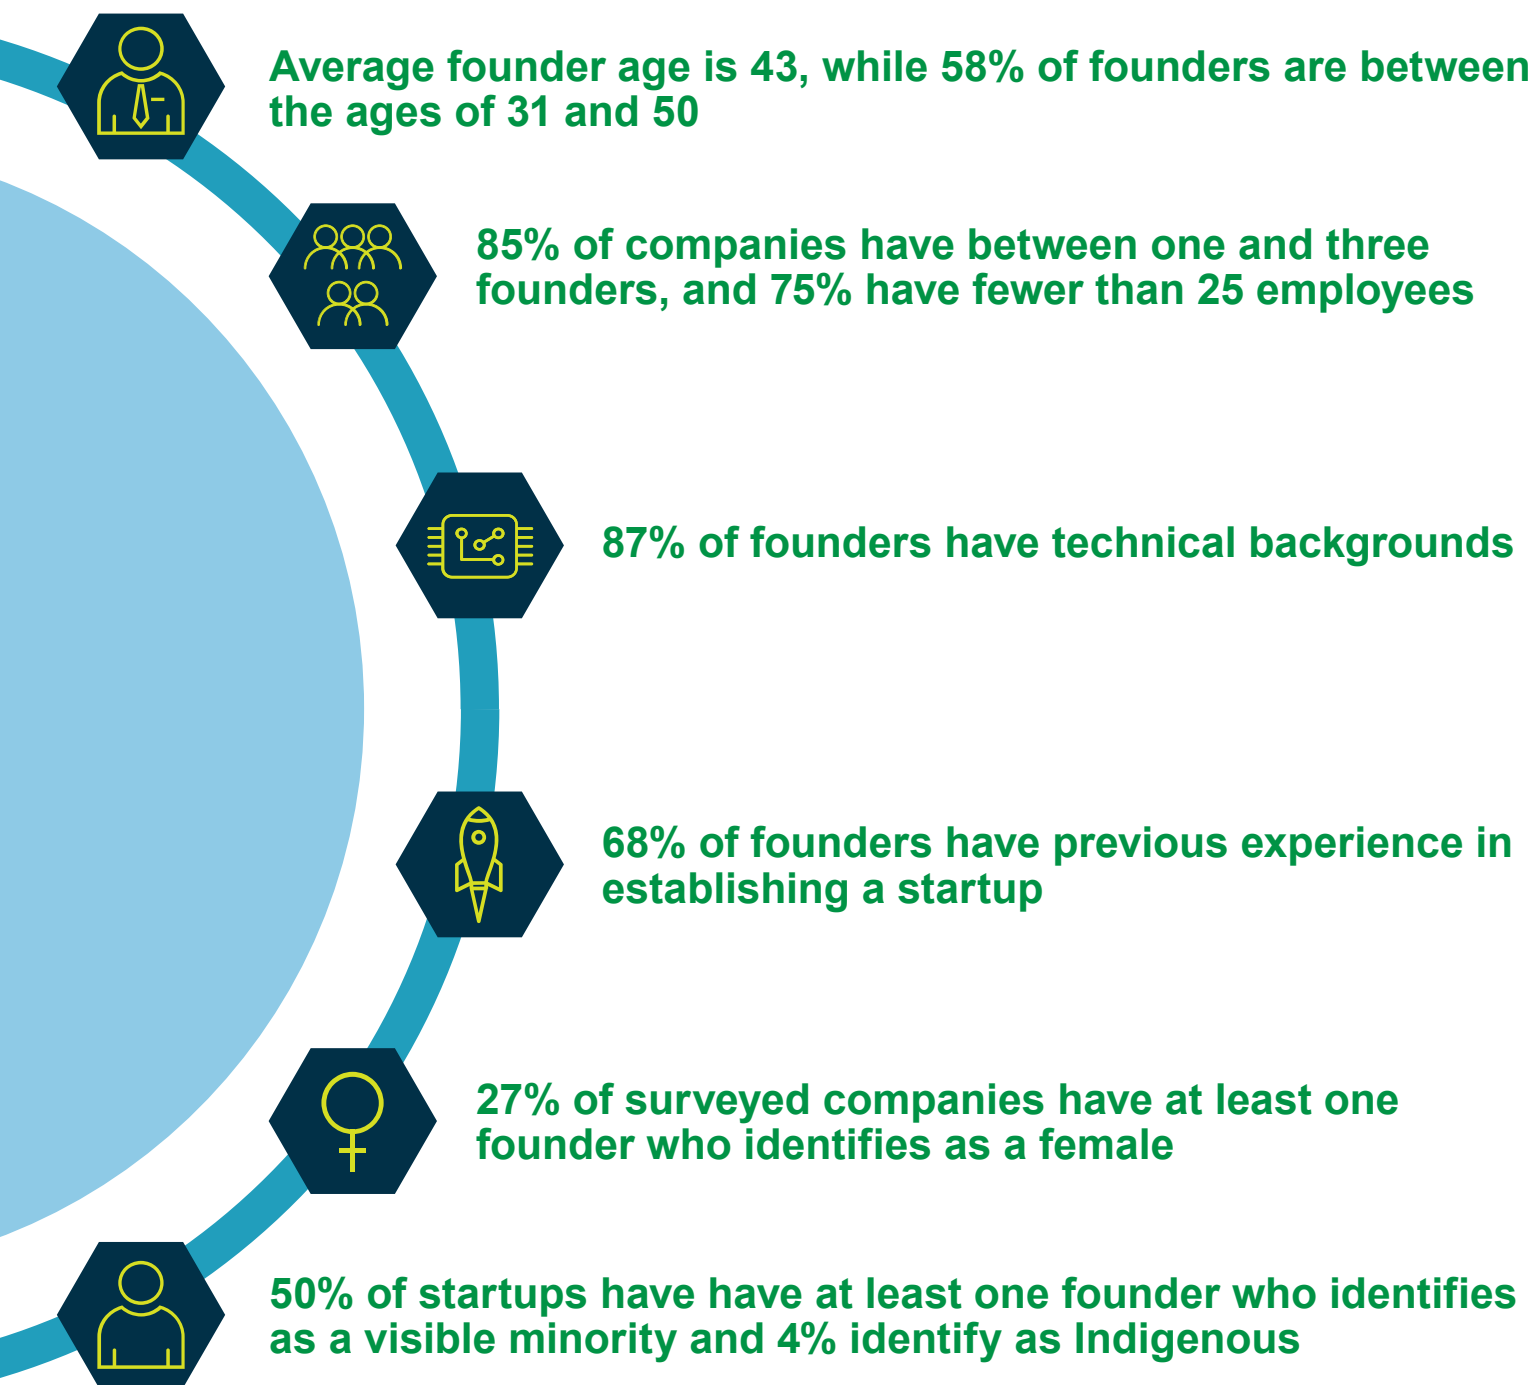 Average founder age is 43, while 58% of founders are between
the ages of 31 and 50
85% of companies have between one and three
founders, and 75% have fewer than 25 employees
87% of founders have technical backgrounds
68% of founders have previous experience in
establishing a startup
27% of surveyed companies have at least one
founder who identifies as a female
50% of startups have have at least one founder who identifies
as a visible minority and 4% identify as Indigenous